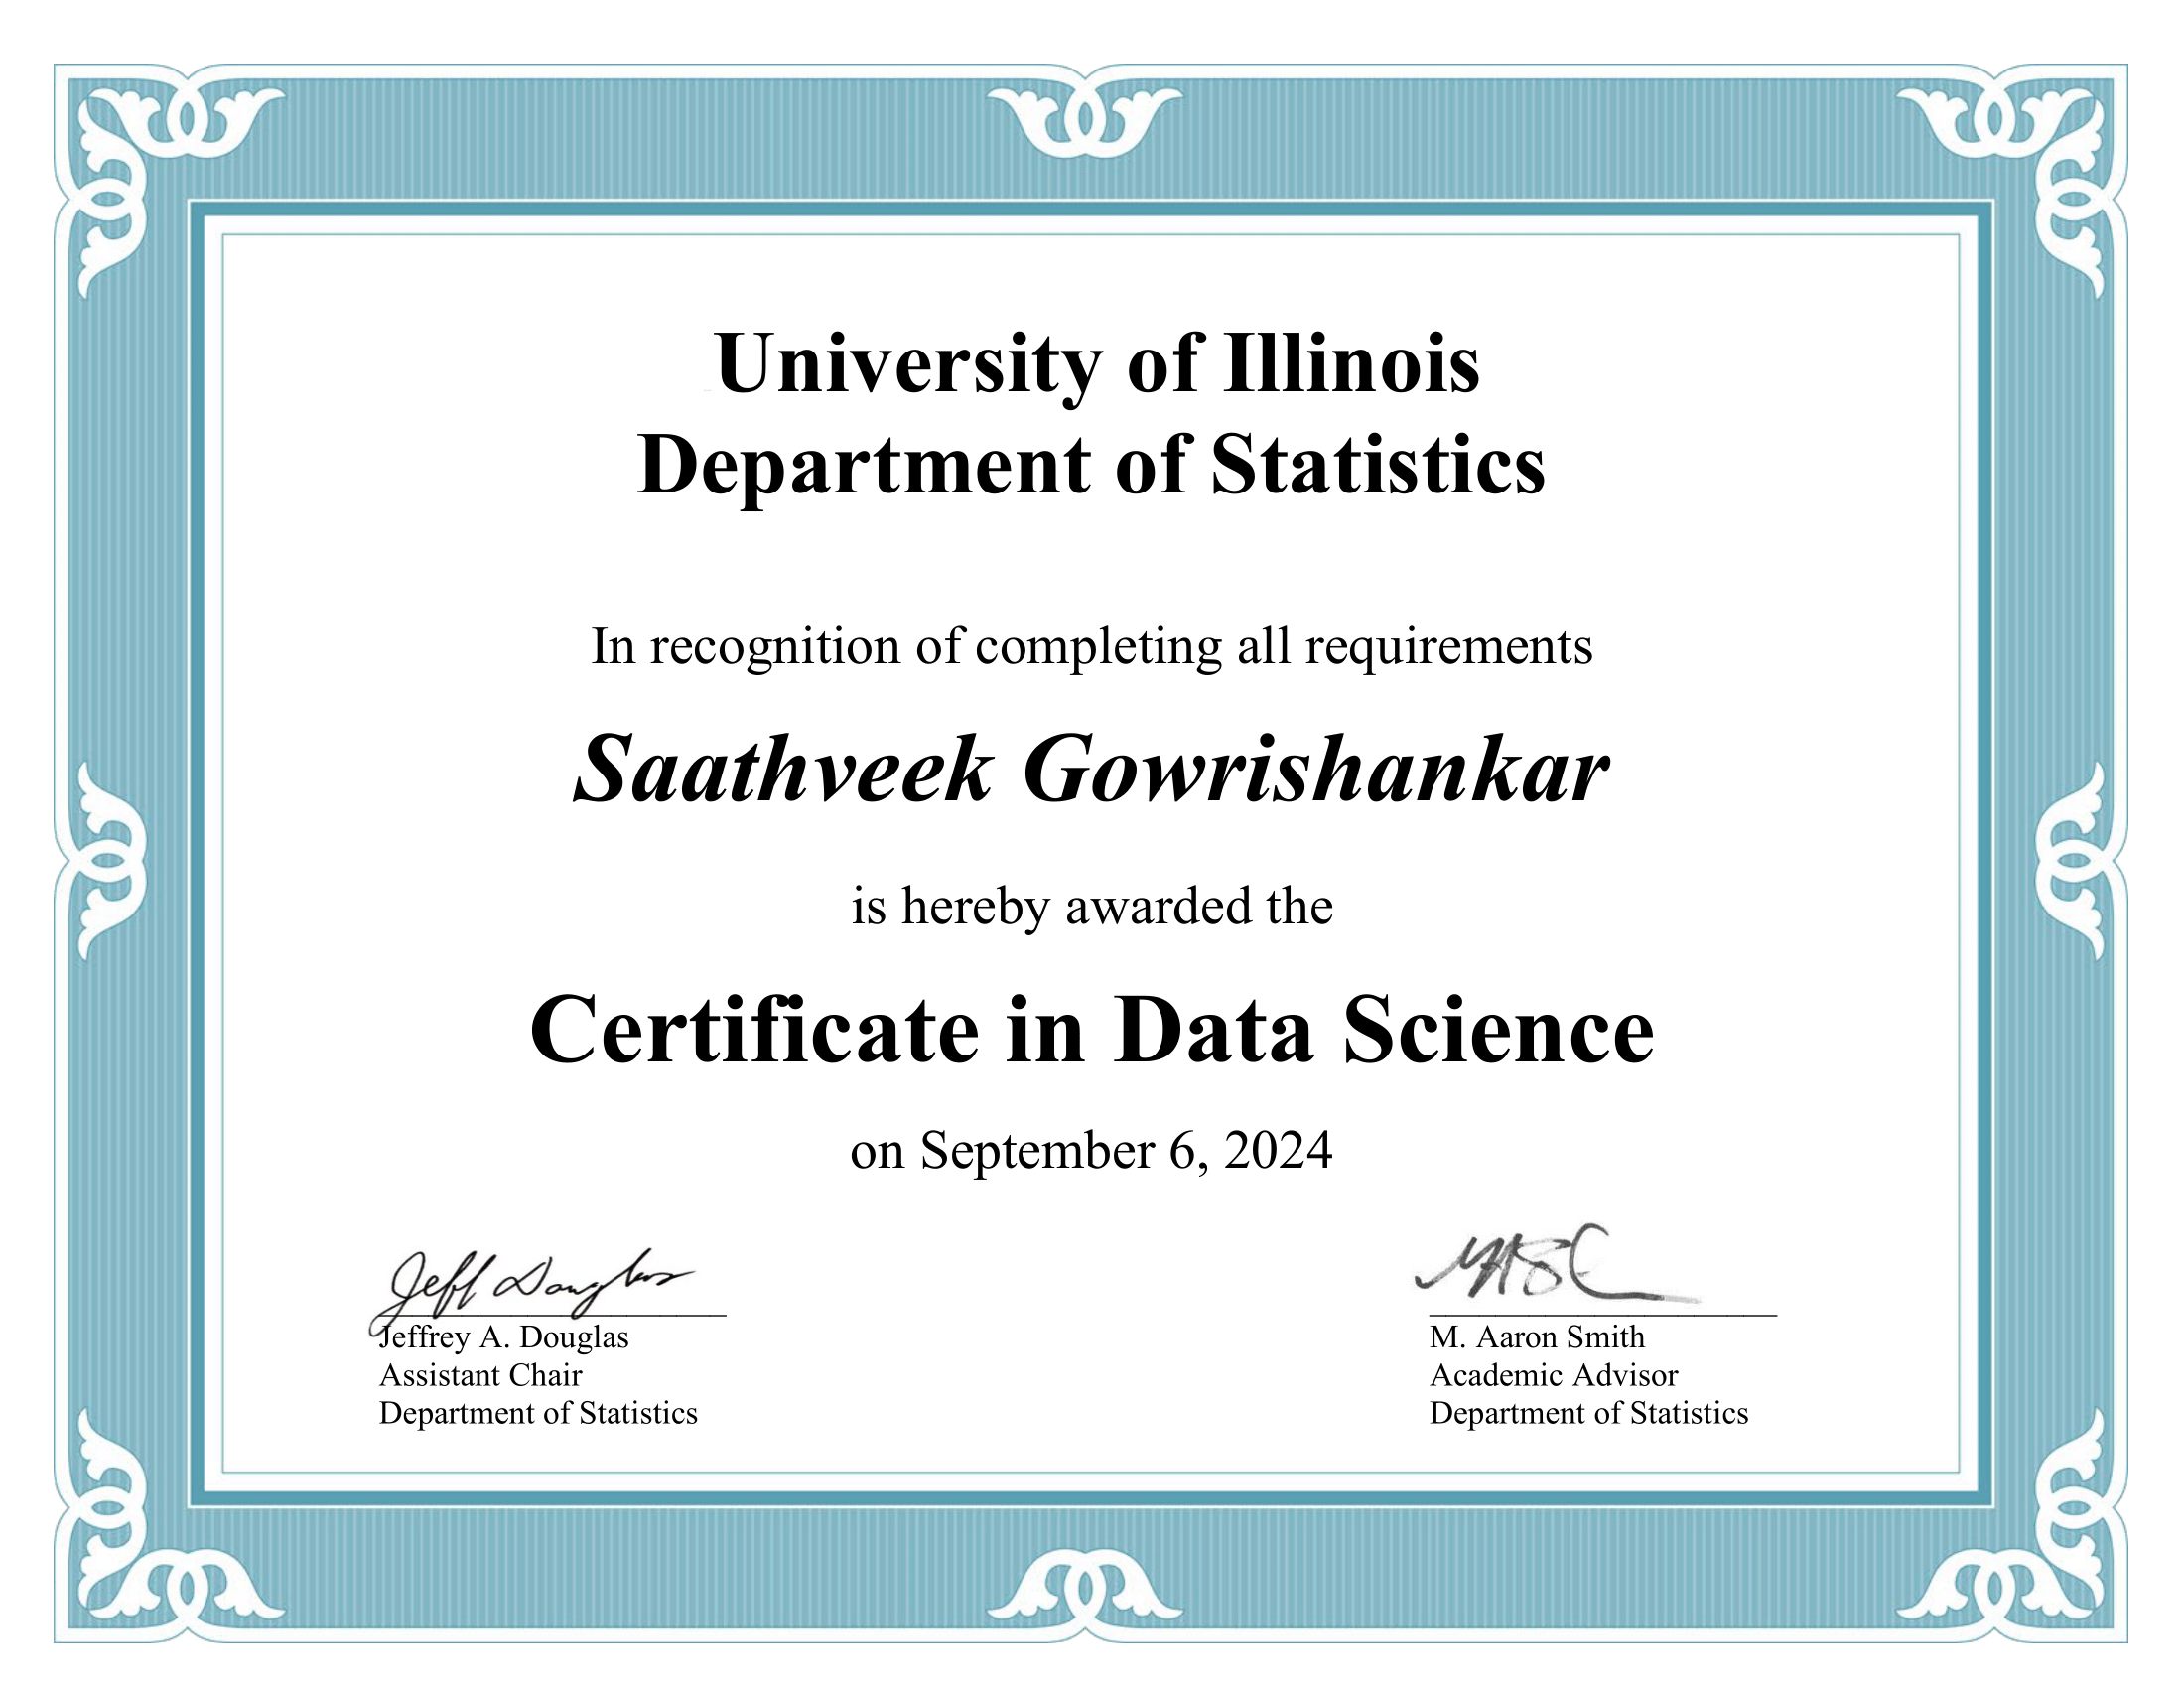 University of Illinois
Department of Statistics
In recognition of completing all requirements
Saathveek Gowrishankar
is hereby awarded the
Certificate in Data Science
on September 6, 2024
Jeff Douglas
Jeffrey A. Douglas
Assistant Chair
Department of Statistics
M. Aaron Smith
Academic Advisor
Department of Statistics